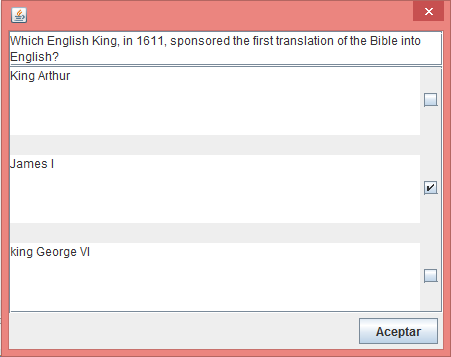 Which English King, in 1611, sponsored the first translation of the Bible into
English?
King Arthur
James I
king George VI
Aceptar